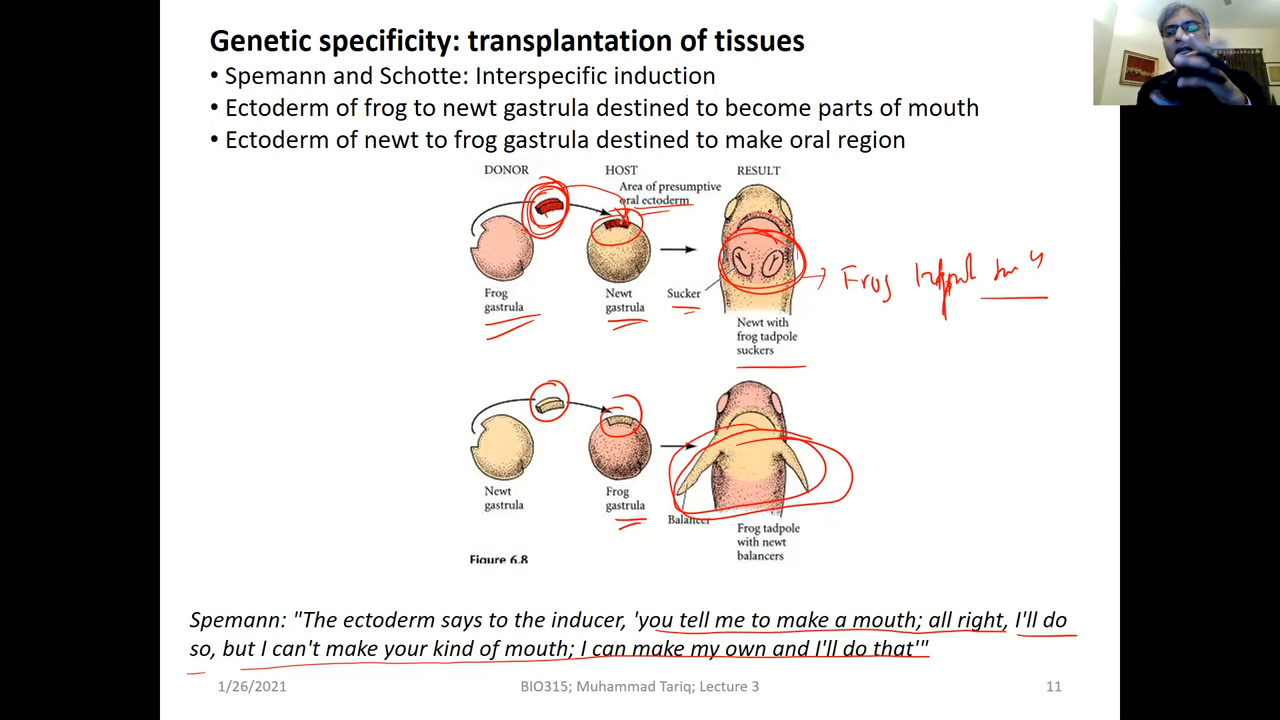 Genetic specificity: transplantation of tissues
• Spemann and Schotte: Interspecific induction
• Ectoderm of frog to newt gastrula destined to become parts of mouth
• Ectoderm of newt to frog gastrula destined to make oral region
DONOR
HOST
RESULT
Area of presumptive
oral ectoderm
Frog
gastrula
Newt
gastrula
Sucker
Newt with
frog tadpole
suckers
Frog
Newt
gastrula
Frog
gastrula
Balancer
Frog tadpole
with newt
balancers
Figure 6.8
Spemann: "The ectoderm says to the inducer, 'you tell me to make a mouth; all right, I'll do
so, but I can't make your kind of mouth; I can make my own and I'll do that'"
1/26/2021
BIO315; Muhammad Tariq; Lecture 3
11